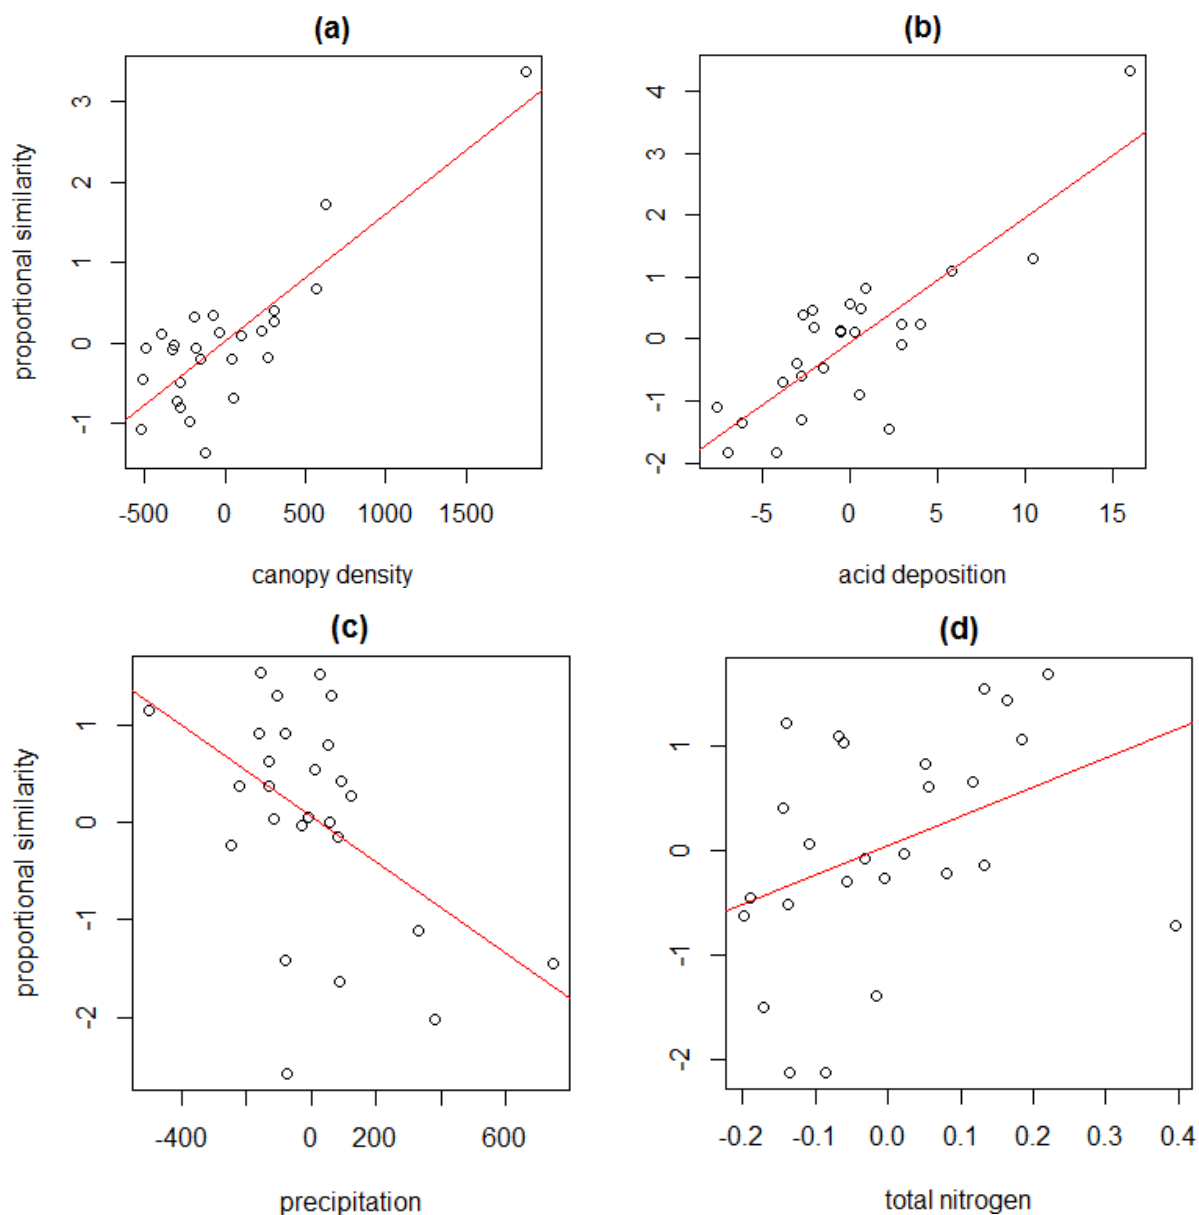 (a)
proportional similarity
3
2
1
0
-1
-500 0 500 1000 1500
canopy density
(b)
4
3
2
1
0
-1
-2
-5 0 5 10 15
acid deposition
(c)
proportional similarity
1
0
-1
-2
-400 0 200 600
precipitation
(d)
1
0
-1
-2
-0.2 -0.1 0.0 0.1 0.2 0.3 0.4
total nitrogen